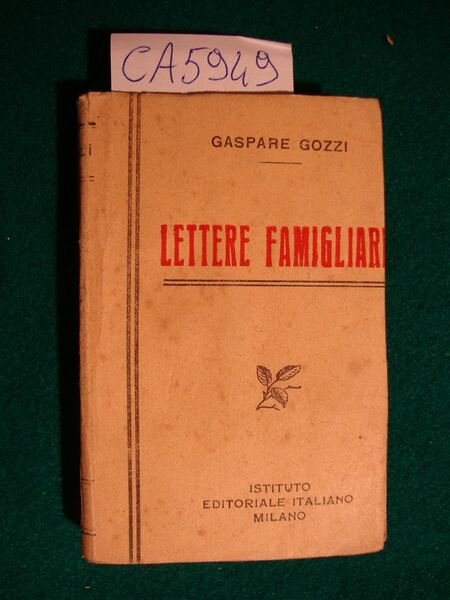 CA5949
GASPARE GOZZI
LETTERE FAMIGLIARI
ISTITUTO
EDITORIALE ITALIANO
MILANO